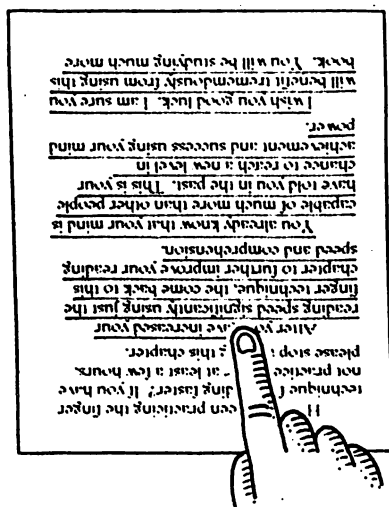 practicing the finger
technique faster? If you have
not at least a few hours,
please stop this chapter.
After increased your
reading speed significantly using just the
finger technique, the come back to this
chapter to further improve your reading
speed and comprehension.
You already know that your mind is
capable of much more than other people
have told you in the past. This is your
chance to reach a new level in
achievement and success using your mind
power.
I wish you good luck. I am sure you
will benefit tremendously from using this
book. You will be studying much more